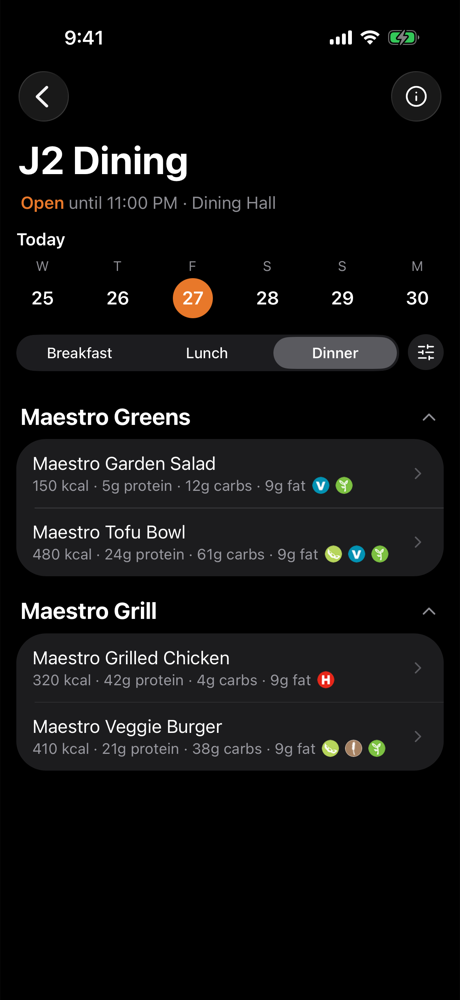 9:41
J2 Dining
Open until 11:00 PM · Dining Hall
Today
W T F S S M
25 26 27 28 29 30
Breakfast Lunch Dinner
Maestro Greens
Maestro Garden Salad
150 kcal · 5g protein · 12g carbs · 9g fat V
Maestro Tofu Bowl
480 kcal · 24g protein · 61g carbs · 9g fat V
Maestro Grill
Maestro Grilled Chicken
320 kcal · 42g protein · 4g carbs · 9g fat H
Maestro Veggie Burger
410 kcal · 21g protein · 38g carbs · 9g fat